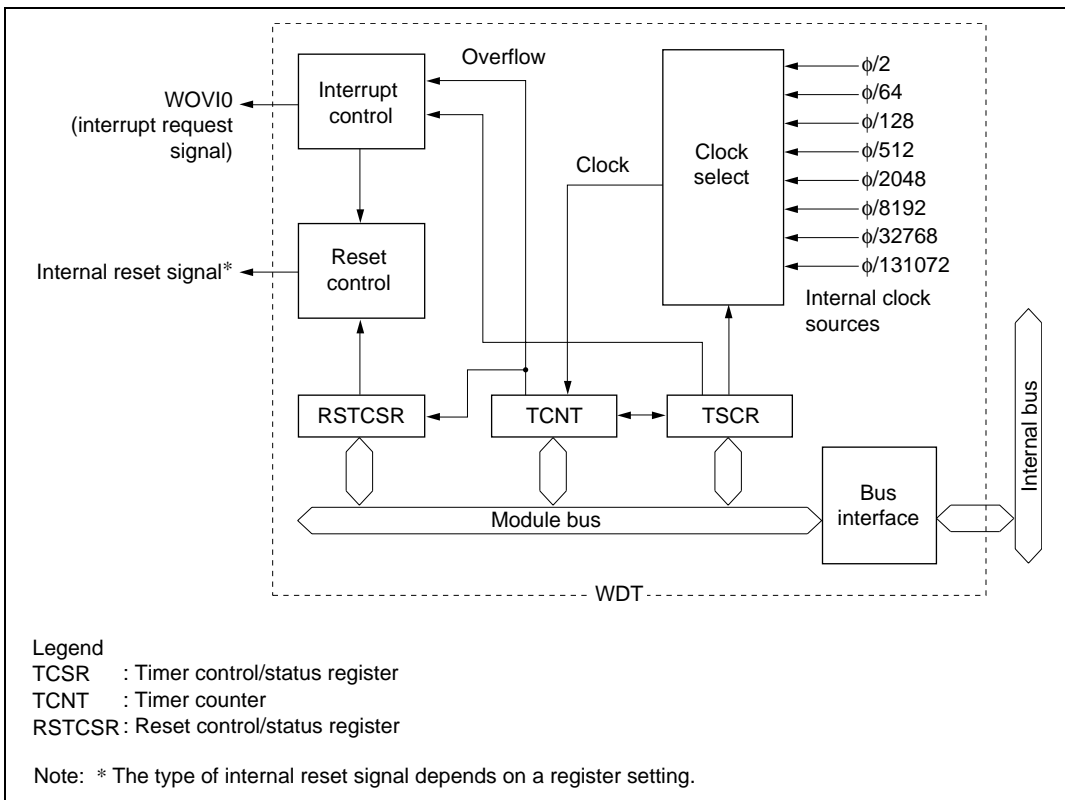 Overflow
Interrupt
control
WOVI0
(interrupt request
signal)
Clock
Clock
select
ϕ/2
ϕ/64
ϕ/128
ϕ/512
ϕ/2048
ϕ/8192
ϕ/32768
ϕ/131072
Internal clock
sources
Reset
control
Internal reset signal*
RSTCSR
TCNT
TSCR
Module bus
Bus
interface
Internal bus
WDT
Legend
TCSR : Timer control/status register
TCNT : Timer counter
RSTCSR : Reset control/status register
Note: * The type of internal reset signal depends on a register setting.